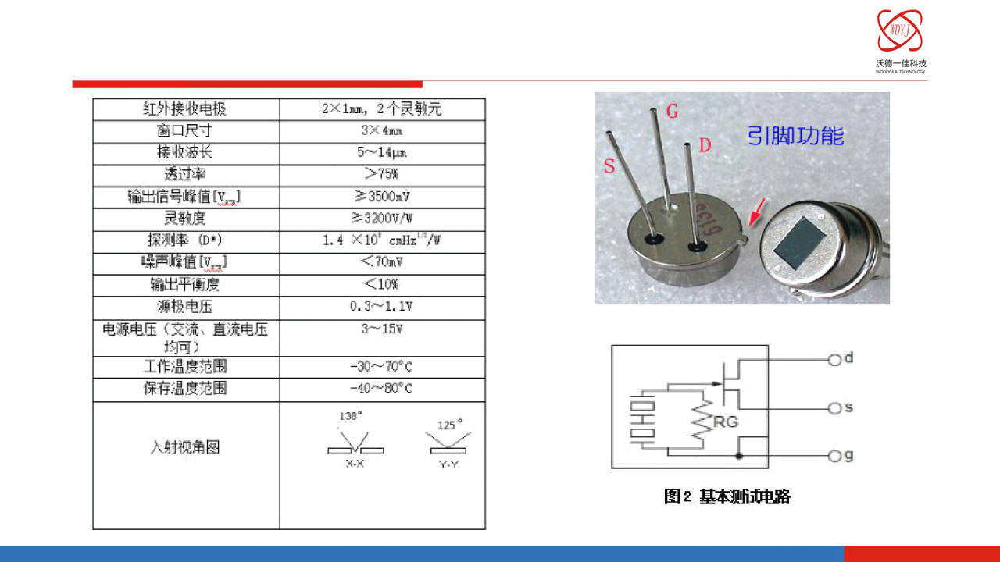 WDYJ
沃德一佳科技
WODEYIJIA TECHNOLOGY
红外接收电极 2×1mm, 2个灵敏元
窗口尺寸 3×4mm
接收波长 5～14μm
透过率 ＞75%
输出信号峰值[Vp-p] ≥3500mV
灵敏度 ≥3200V/W
探测率 (D*) 1.4 ×10⁸ cmHz1/2/W
噪声峰值[Vp-p] ＜70mV
输出平衡度 ＜10%
源极电压 0.3～1.1V
电源电压（交流、直流电压 3～15V
均可）
工作温度范围 -30～70°C
保存温度范围 -40～80°C
入射视角图
138°
125°
X-X
Y-Y
G
引脚功能
D
S
6135
d
s
RG
g
图2 基本测试电路